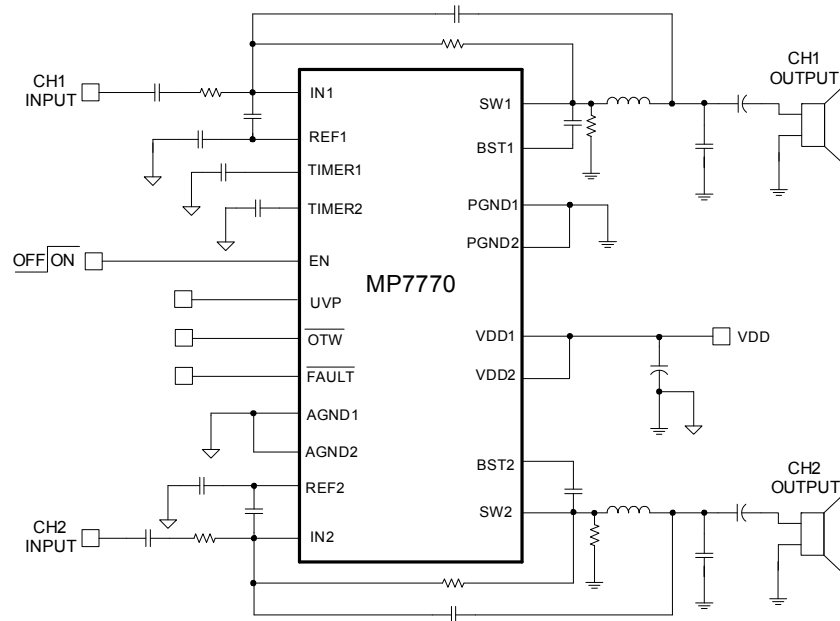 CH1
INPUT
IN1
REF1
TIMER1
TIMER2
OFF ON
EN
UVP
OTW
FAULT
AGND1
AGND2
REF2
CH2
INPUT
IN2
MP7770
SW1
BST1
PGND1
PGND2
VDD1
VDD
VDD2
BST2
SW2
CH1
OUTPUT
CH2
OUTPUT